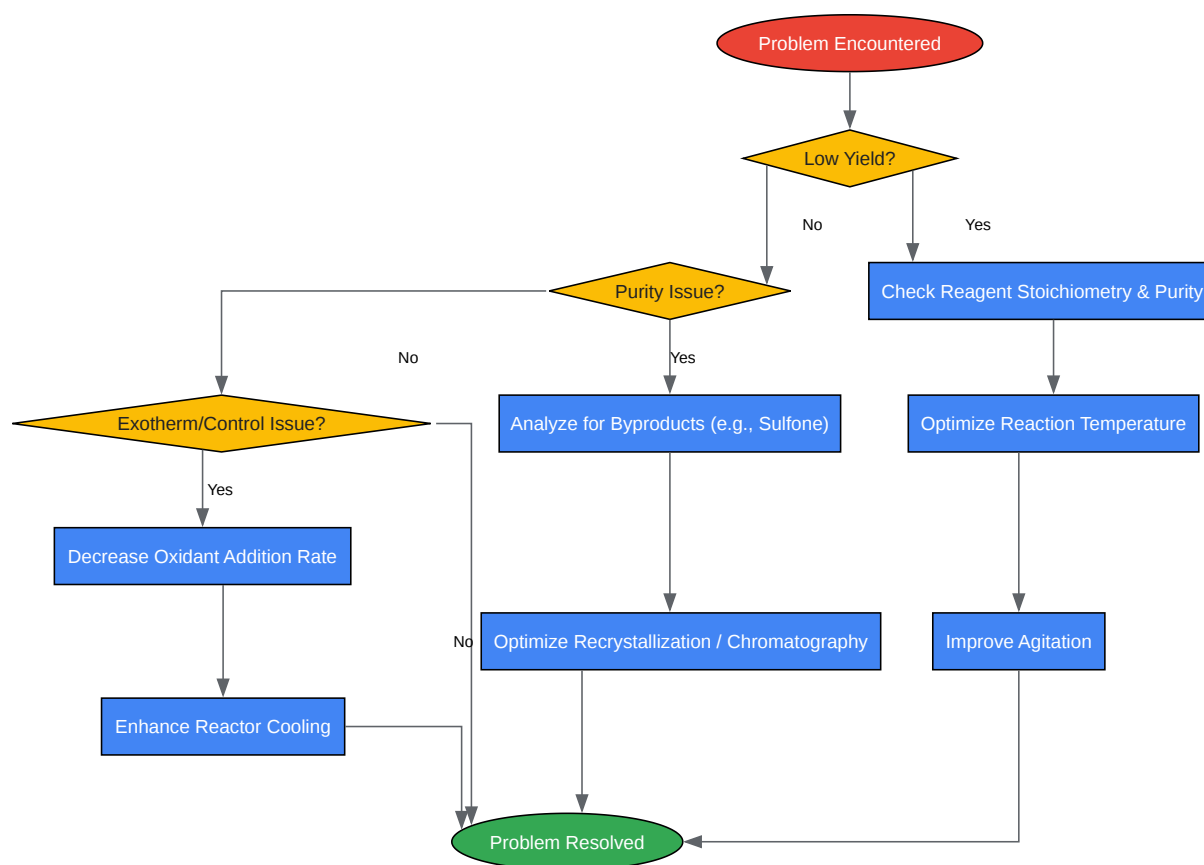 Problem Encountered
Low Yield?
No
Yes
Purity Issue?
Check Reagent Stoichiometry & Purity
No
Yes
Exotherm/Control Issue?
Analyze for Byproducts (e.g., Sulfone)
Optimize Reaction Temperature
Yes
Decrease Oxidant Addition Rate
No
Optimize Recrystallization / Chromatography
Improve Agitation
Enhance Reactor Cooling
Problem Resolved